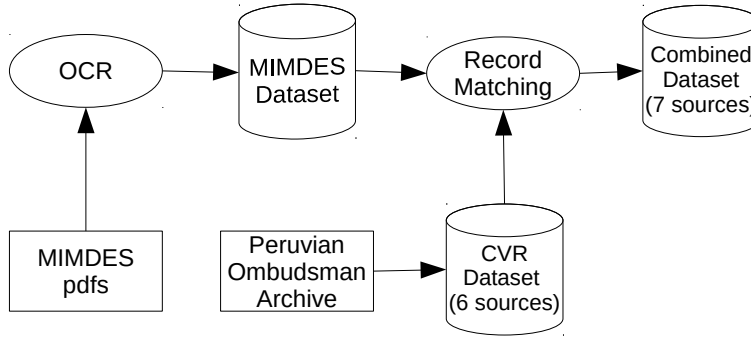 OCR
MIMDES
Dataset
Record
Matching
Combined
Dataset
(7 sources)
MIMDES
pdfs
Peruvian
Ombudsman
Archive
CVR
Dataset
(6 sources)